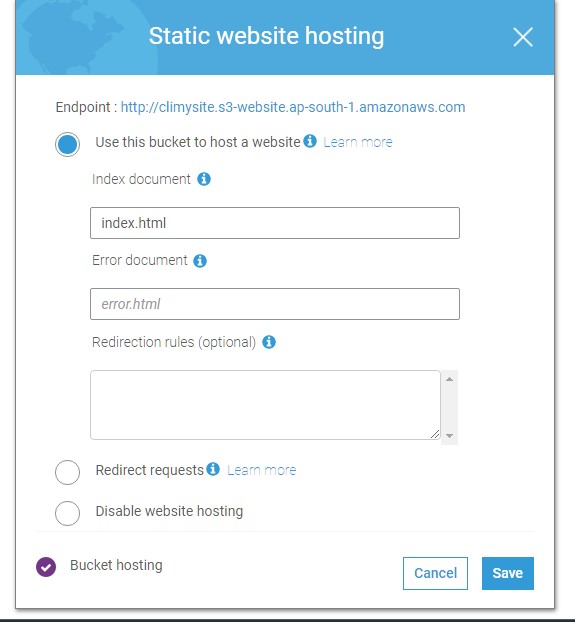 Static website hosting
Endpoint : http://climysite.s3-website.ap-south-1.amazonaws.com
Use this bucket to host a website Learn more
Index document
index.html
Error document
error.html
Redirection rules (optional)
Redirect requests Learn more
Disable website hosting
Bucket hosting
Cancel
Save